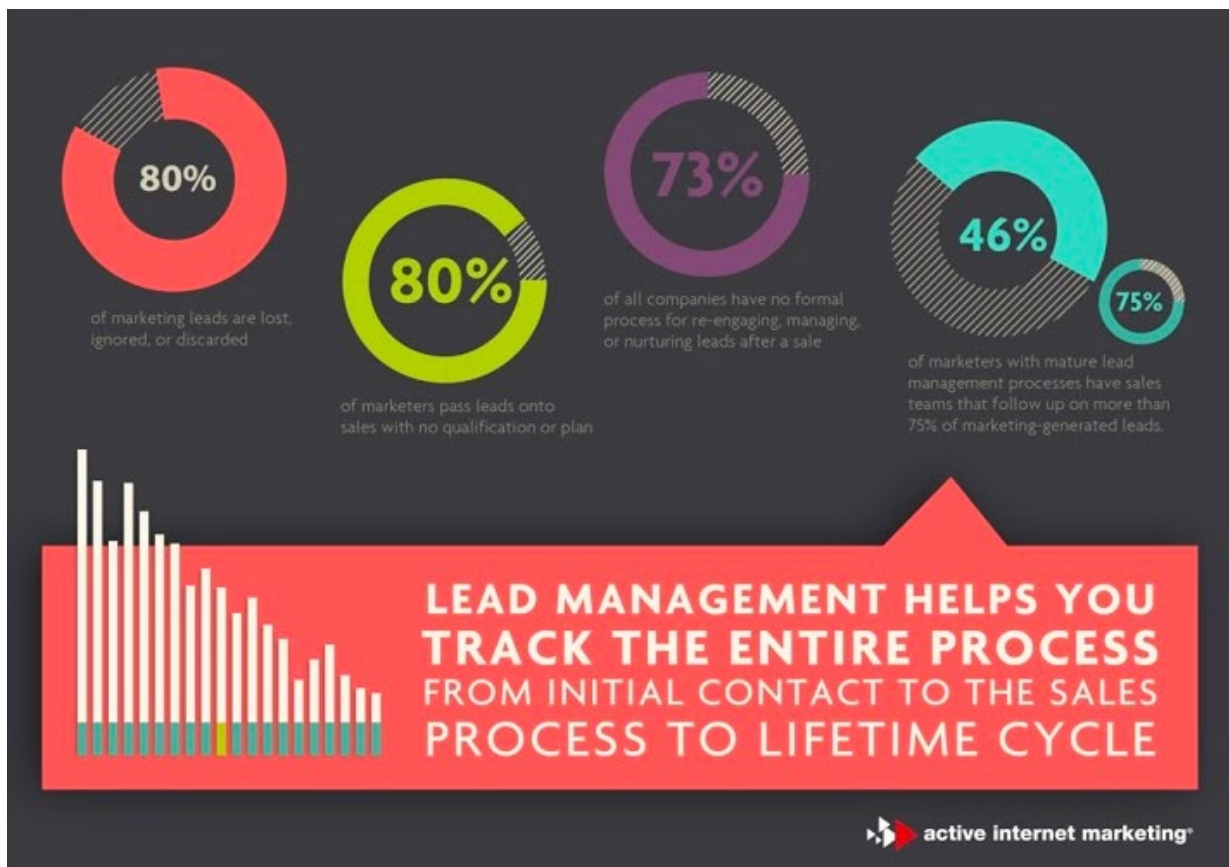 80%
of marketing leads are lost,
ignored, or discarded
80%
of marketers pass leads onto
sales with no qualification or plan
73%
of all companies have no formal
process for re-engaging, managing,
or nurturing leads after a sale
46%
75%
of marketers with mature lead
management processes have sales
teams that follow up on more than
75% of marketing-generated leads.
LEAD MANAGEMENT HELPS YOU
TRACK THE ENTIRE PROCESS
FROM INITIAL CONTACT TO THE SALES
PROCESS TO LIFETIME CYCLE
active internet marketing®